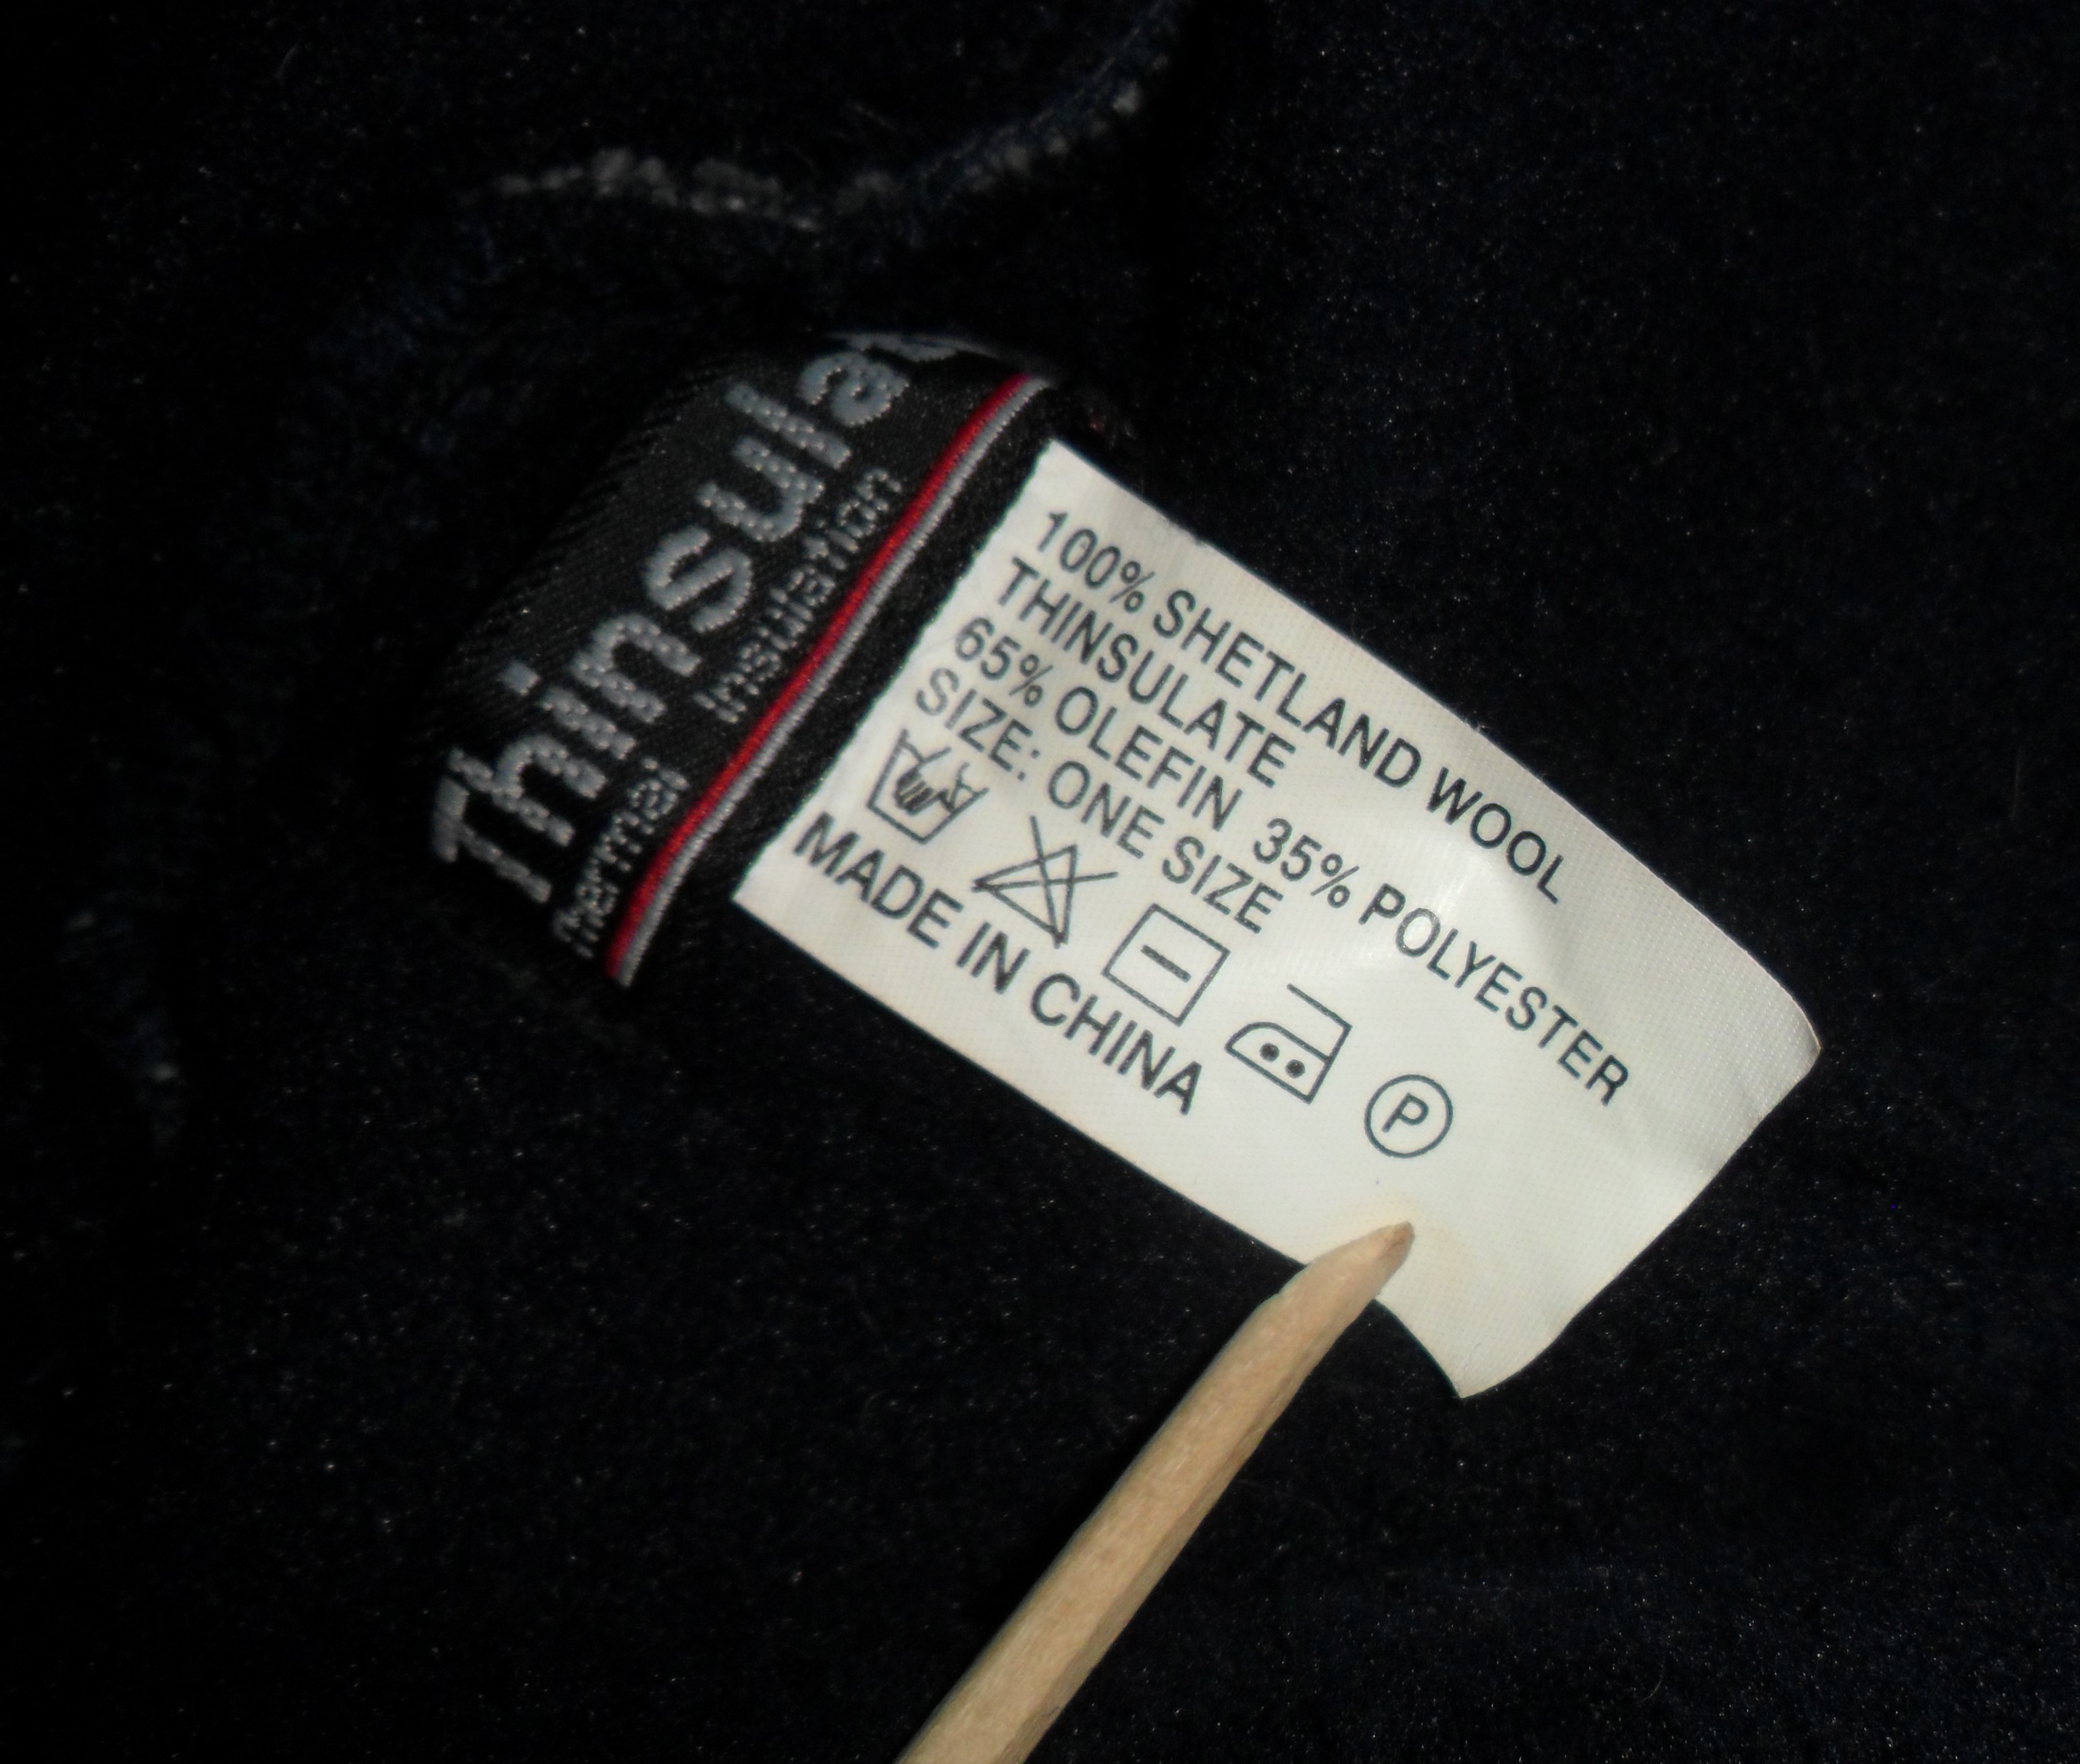 Thinsula
Thermal Insulation
100% SHETLAND WOOL
THINSULATE
65% OLEFIN 35% POLYESTER
SIZE: ONE SIZE
P
MADE IN CHINA